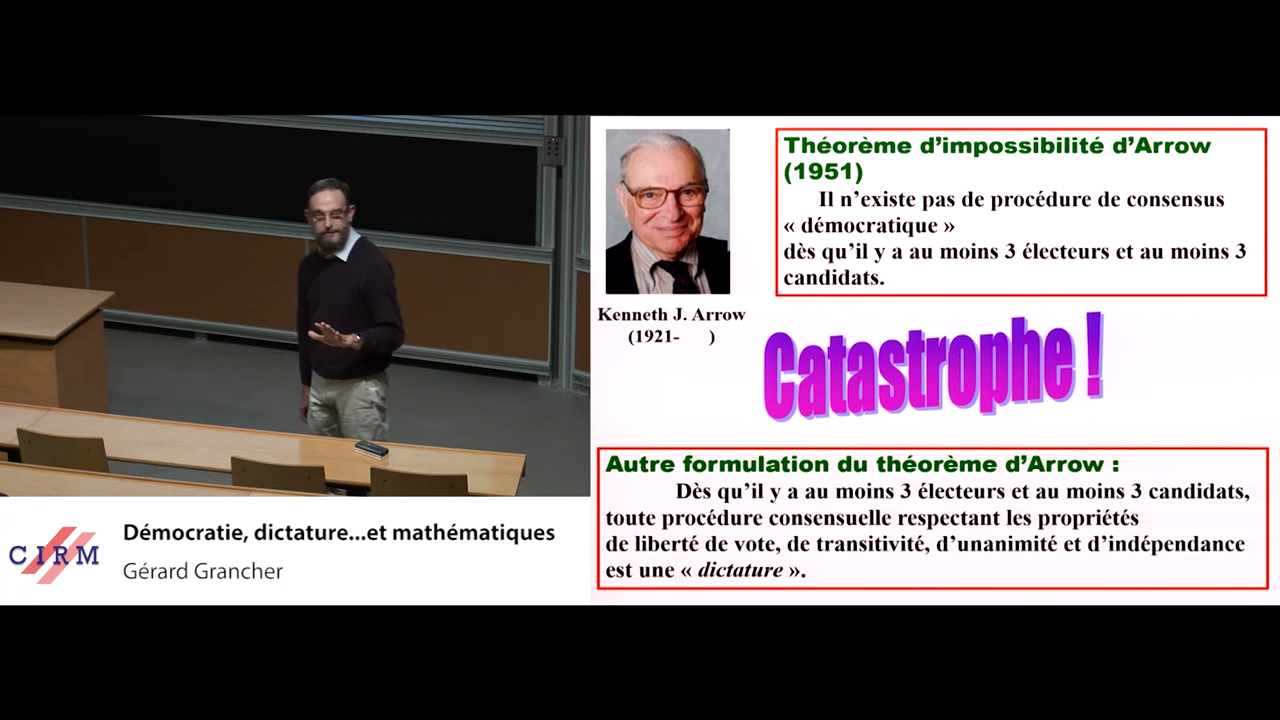 Théorème d'impossibilité d'Arrow
(1951)
Il n'existe pas de procédure de consensus
« démocratique »
dès qu'il y a au moins 3 électeurs et au moins 3
candidats.
Kenneth J. Arrow
(1921- )
Catastrophe !
Autre formulation du théorème d'Arrow :
Dès qu'il y a au moins 3 électeurs et au moins 3 candidats,
toute procédure consensuelle respectant les propriétés
de liberté de vote, de transitivité, d'unanimité et d'indépendance
est une « dictature ».
CIRM
Démocratie, dictature...et mathématiques
Gérard Grancher